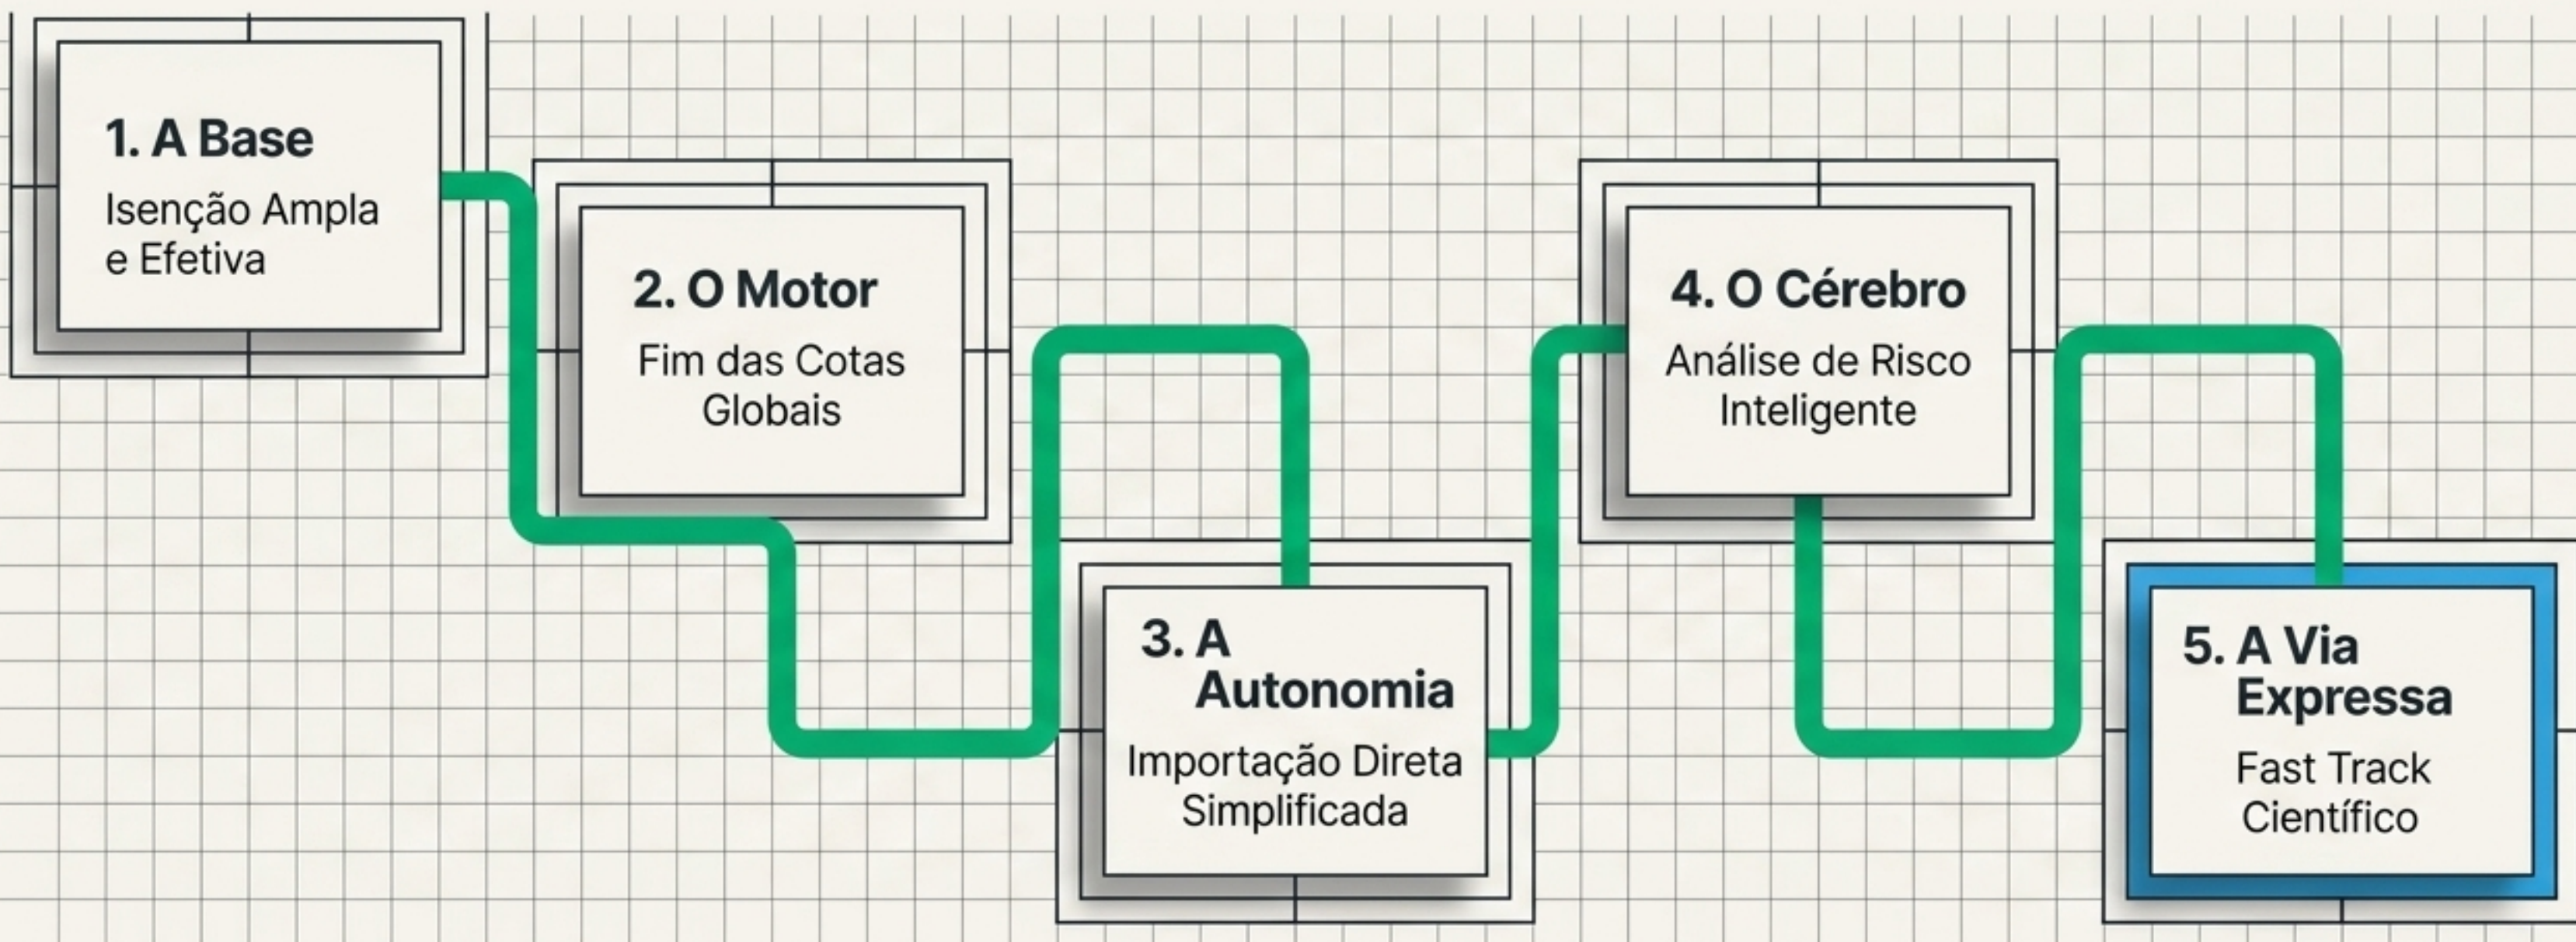 1. A Base
Isenção Ampla
e Efetiva
2. O Motor
Fim das Cotas
Globais
3. A
Autonomia
Importação Direta
Simplificada
4. O Cérebro
Análise de Risco
Inteligente
5. A Via
Expressa
Fast Track
Científico